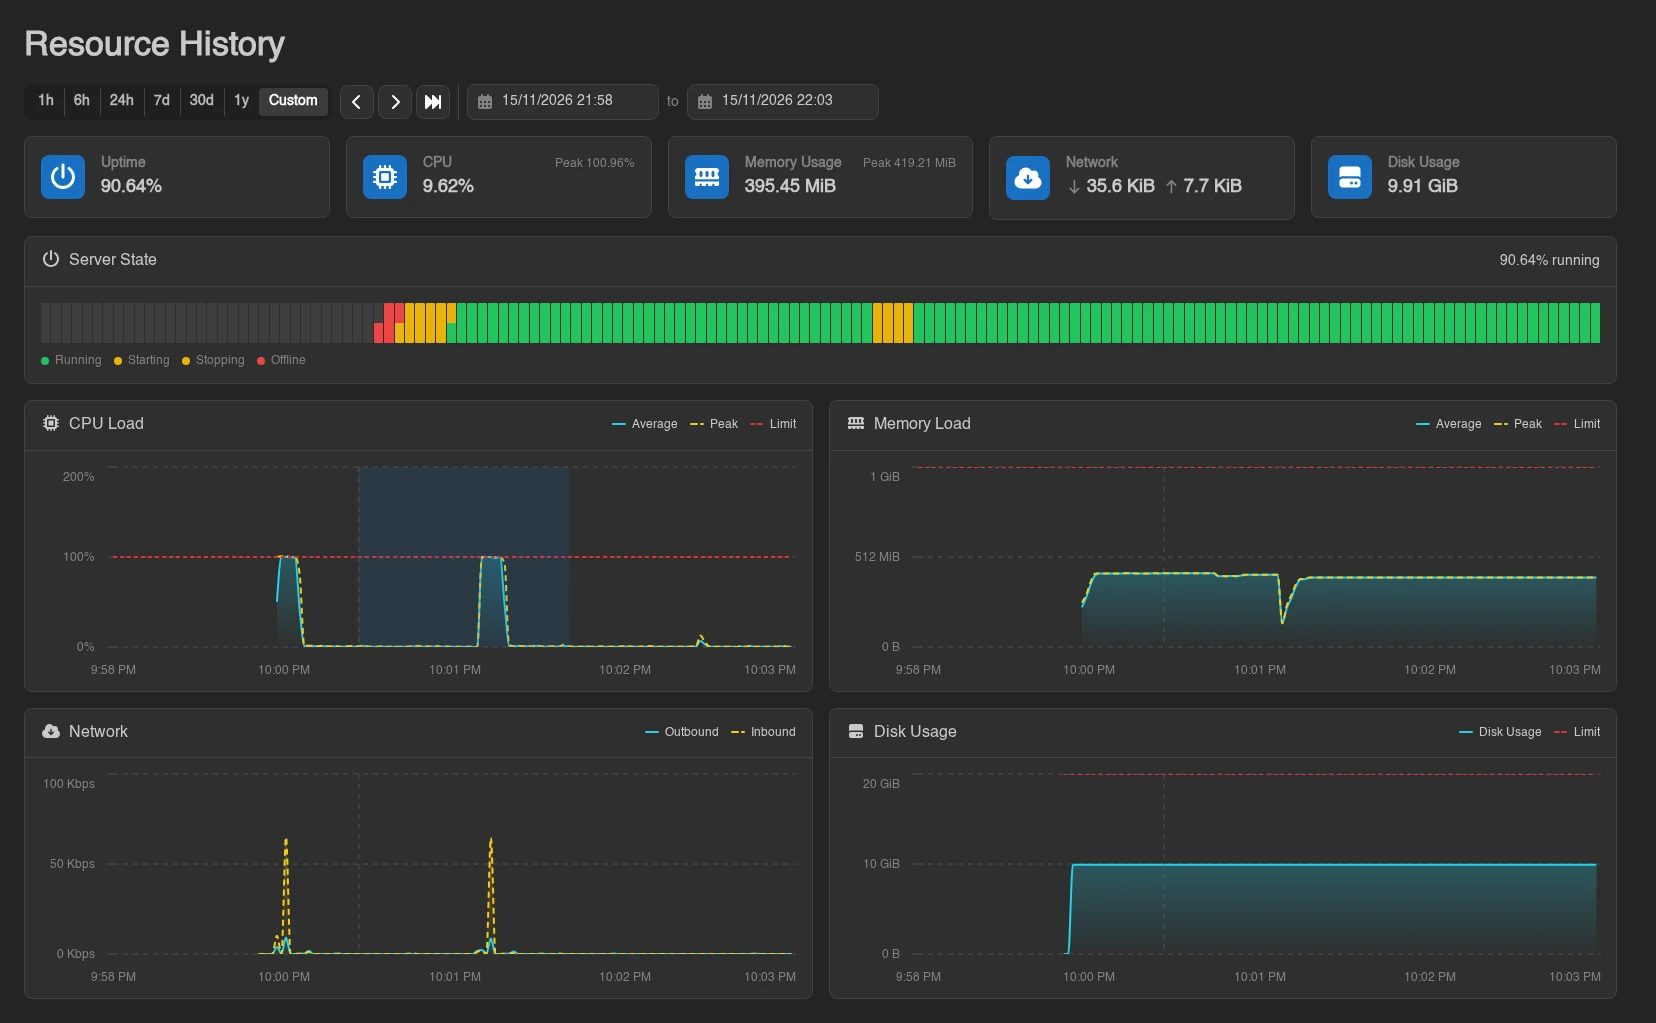 Resource History
1h 6h 24h 7d 30d 1y Custom 15/11/2026 21:58 to 15/11/2026 22:03
Uptime
90.64%
CPU Peak 100.96%
9.62%
Memory Usage Peak 419.21 MiB
395.45 MiB
Network
↓ 35.6 KiB ↑ 7.7 KiB
Disk Usage
9.91 GiB
Server State 90.64% running
Running Starting Stopping Offline
CPU Load Average Peak Limit
200%
100%
0%
9:58 PM 10:00 PM 10:01 PM 10:02 PM 10:03 PM
Memory Load Average Peak Limit
1 GiB
512 MiB
0 B
9:58 PM 10:00 PM 10:01 PM 10:02 PM 10:03 PM
Network Outbound Inbound
100 Kbps
50 Kbps
0 Kbps
9:58 PM 10:00 PM 10:01 PM 10:02 PM 10:03 PM
Disk Usage Disk Usage Limit
20 GiB
10 GiB
0 B
9:58 PM 10:00 PM 10:01 PM 10:02 PM 10:03 PM